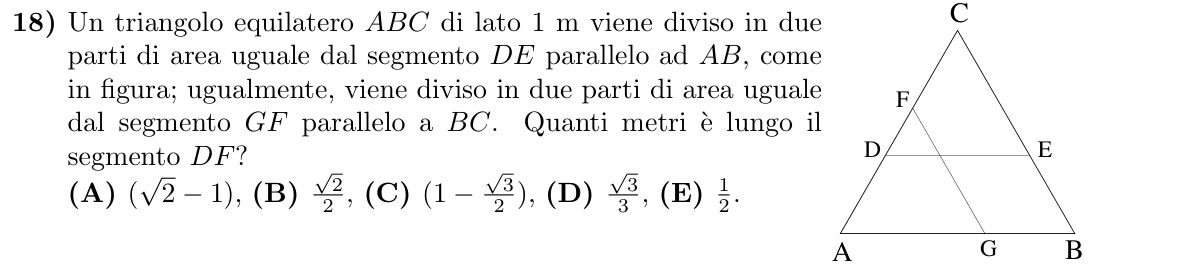 18) Un triangolo equilatero ABC di lato 1 m viene diviso in due
parti di area uguale dal segmento DE parallelo ad AB, come
in figura; ugualmente, viene diviso in due parti di area uguale
dal segmento GF parallelo a BC. Quanti metri è lungo il
segmento DF?
(A) (√2 − 1), (B) √2/2, (C) (1 − √3/2), (D) √3/3, (E) 1/2.
C
F
D
E
A
G
B